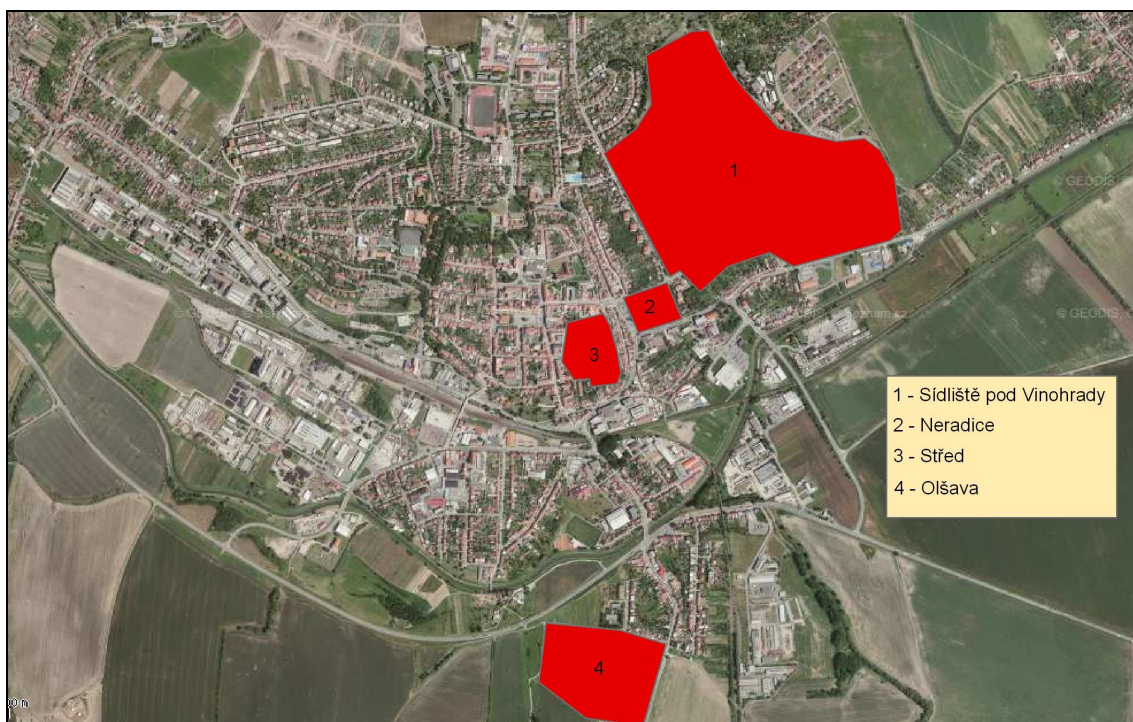 1
© GEODIS
2
© GEODIS
3
1 - Sídliště pod Vinohrady
2 - Neradice
3 - Střed
4 - Olšava
4